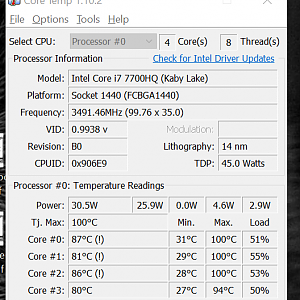 Core Temp 1.10.2
File Options Tools Help
Select CPU: Processor #0 4 Core(s) 8 Thread(s)
Processor Information Check for Intel Driver Updates
Model: Intel Core i7 7700HQ (Kaby Lake)
Platform: Socket 1440 (FCBGA1440)
Frequency: 3491.46MHz (99.76 x 35.0)
VID: 0.9938 v Modulation:
Revision: B0 Lithography: 14 nm
CPUID: 0x906E9 TDP: 45.0 Watts
Processor #0: Temperature Readings
Power: 30.5W 25.9W 0.0W 4.6W 2.9W
Tj. Max: 100°C Min. Max. Load
Core #0: 87°C (!) 31°C 100°C 51%
Core #1: 81°C (!) 29°C 100°C 55%
Core #2: 86°C (!) 28°C 100°C 53%
Core #3: 80°C 27°C 94°C 50%